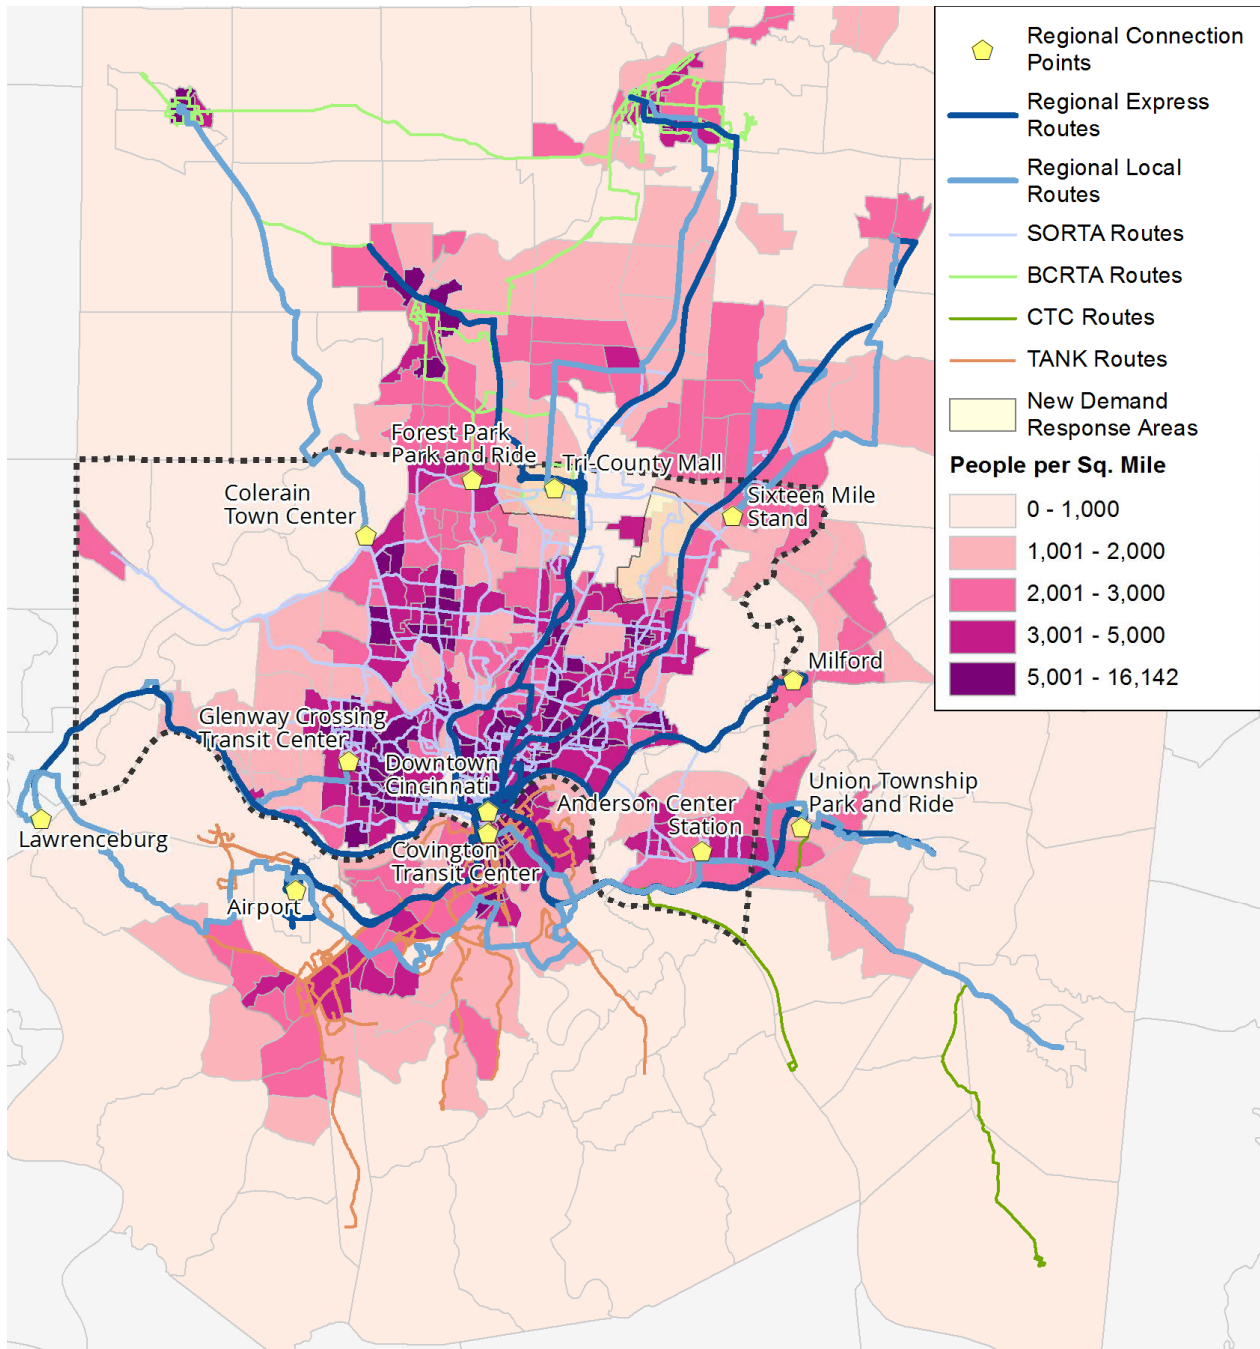 Regional Connection
Points
Regional Express
Routes
Regional Local
Routes
SORTA Routes
BCRTA Routes
CTC Routes
TANK Routes
New Demand
Response Areas
People per Sq. Mile
0 - 1,000
1,001 - 2,000
2,001 - 3,000
3,001 - 5,000
5,001 - 16,142
Forest Park
Park and Ride
Tri-County Mall
Colerain
Town Center
Sixteen Mile
Stand
Milford
Glenway Crossing
Transit Center
Downtown
Cincinnati
Union Township
Park and Ride
Anderson Center
Station
Lawrenceburg
Covington
Transit Center
Airport